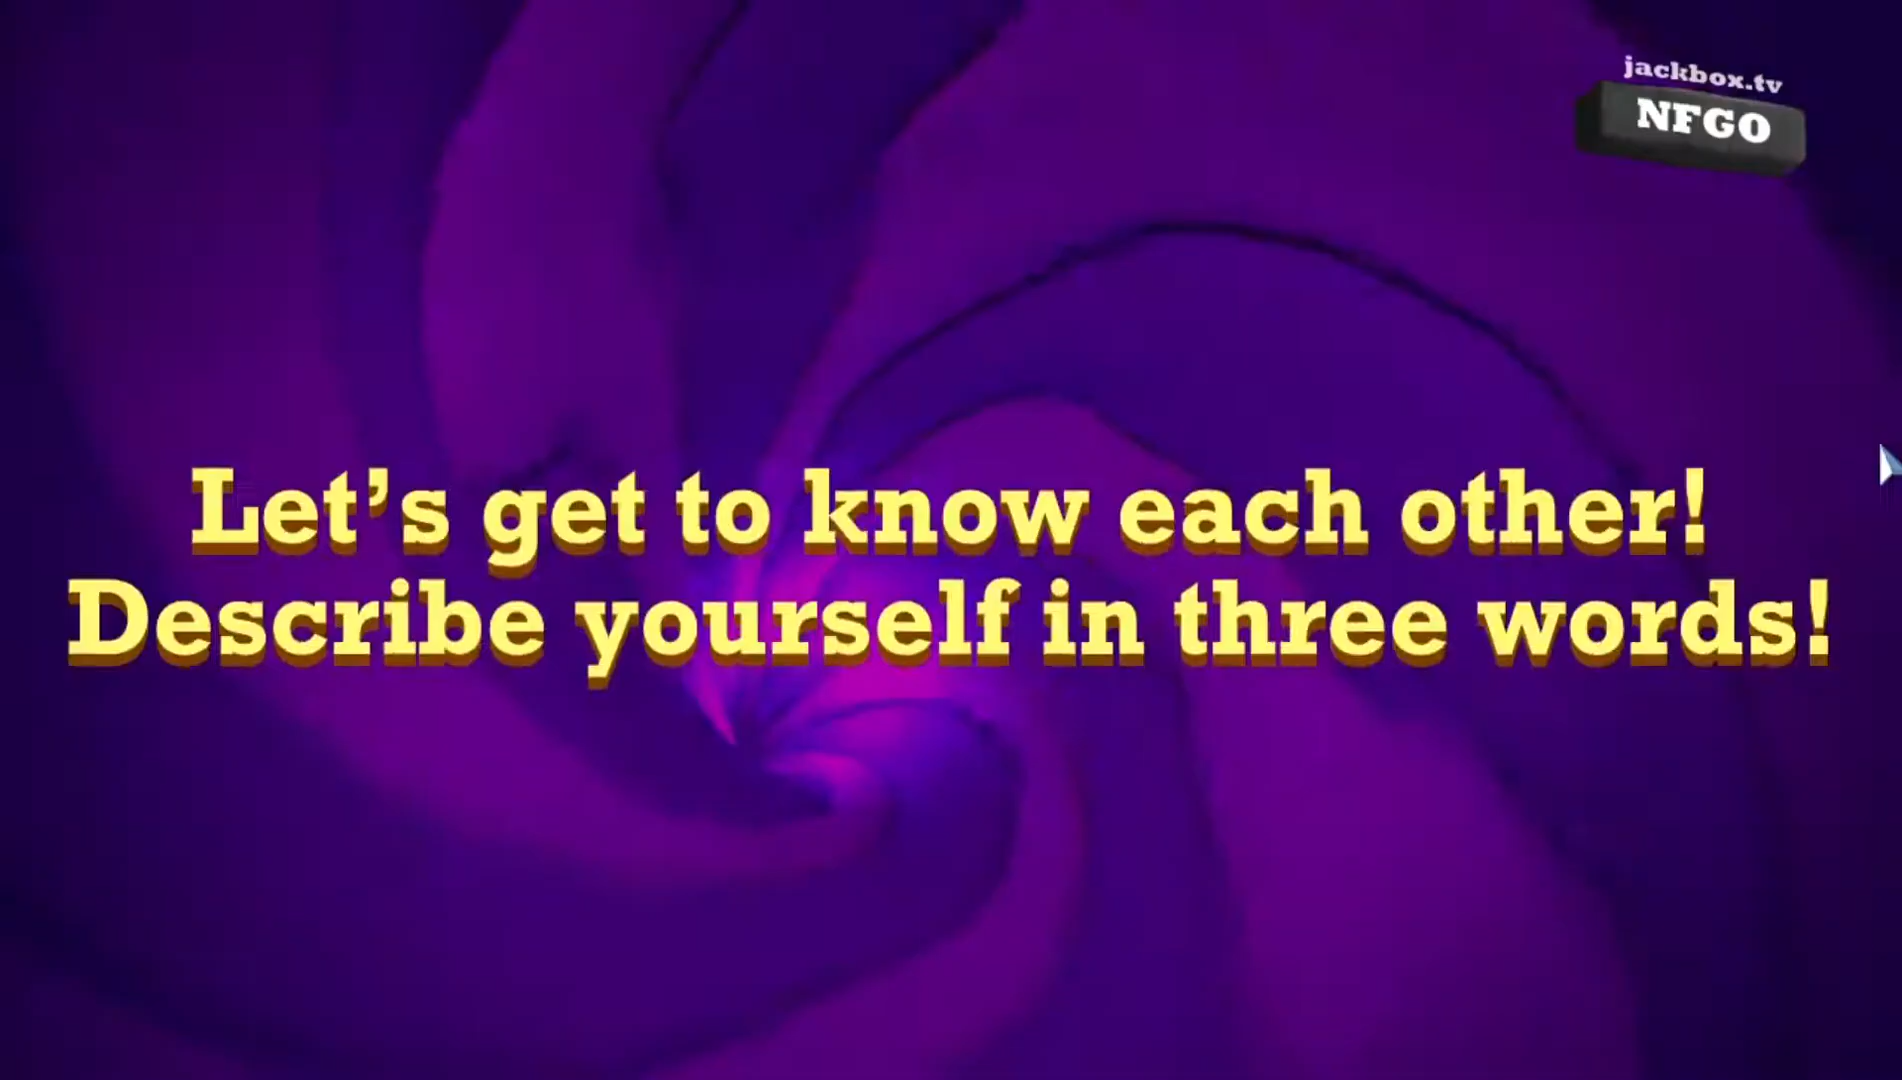 jackbox.tv
NFGO
Let's get to know each other!
Describe yourself in three words!